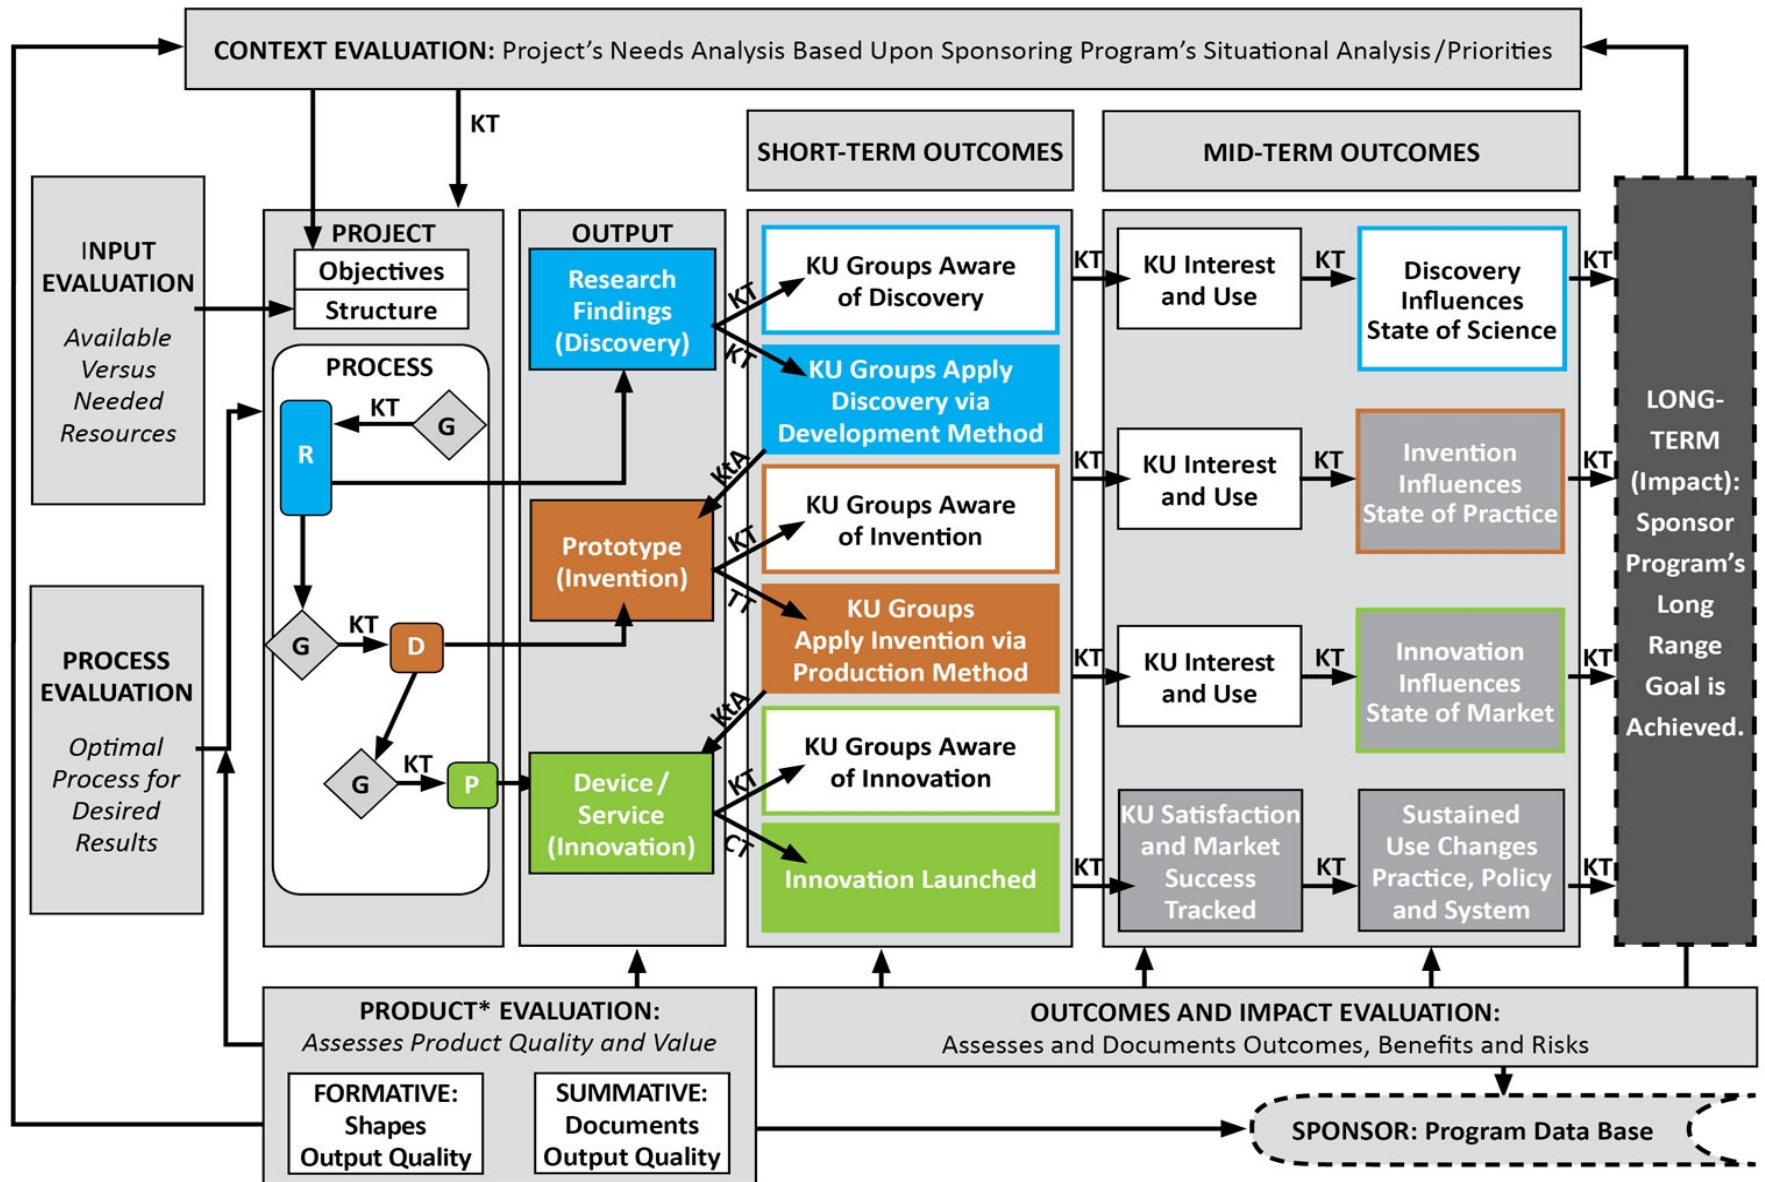 CONTEXT EVALUATION: Project's Needs Analysis Based Upon Sponsoring Program's Situational Analysis/Priorities
KT
SHORT-TERM OUTCOMES
MID-TERM OUTCOMES
INPUT
EVALUATION
Available
Versus
Needed
Resources
PROCESS
EVALUATION
Optimal
Process for
Desired
Results
PROJECT
Objectives
Structure
PROCESS
R
KT
G
G
KT
D
G
KT
P
OUTPUT
Research
Findings
(Discovery)
KT
KT
KtA
Prototype
(Invention)
KT
TT
KtA
Device/
Service
(Innovation)
KT
CT
KU Groups Aware
of Discovery
KU Groups Apply
Discovery via
Development Method
KU Groups Aware
of Invention
KU Groups
Apply Invention via
Production Method
KU Groups Aware
of Innovation
Innovation Launched
KT
KU Interest
and Use
KT
Discovery
Influences
State of Science
KT
KT
KU Interest
and Use
KT
Invention
Influences
State of Practice
KT
KT
KU Interest
and Use
KT
Innovation
Influences
State of Market
KT
KT
KU Satisfaction
and Market
Success
Tracked
KT
Sustained
Use Changes
Practice, Policy
and System
KT
LONG-
TERM
(Impact):
Sponsor
Program's
Long
Range
Goal is
Achieved.
PRODUCT* EVALUATION:
Assesses Product Quality and Value
FORMATIVE:
Shapes
Output Quality
SUMMATIVE:
Documents
Output Quality
OUTCOMES AND IMPACT EVALUATION:
Assesses and Documents Outcomes, Benefits and Risks
SPONSOR: Program Data Base